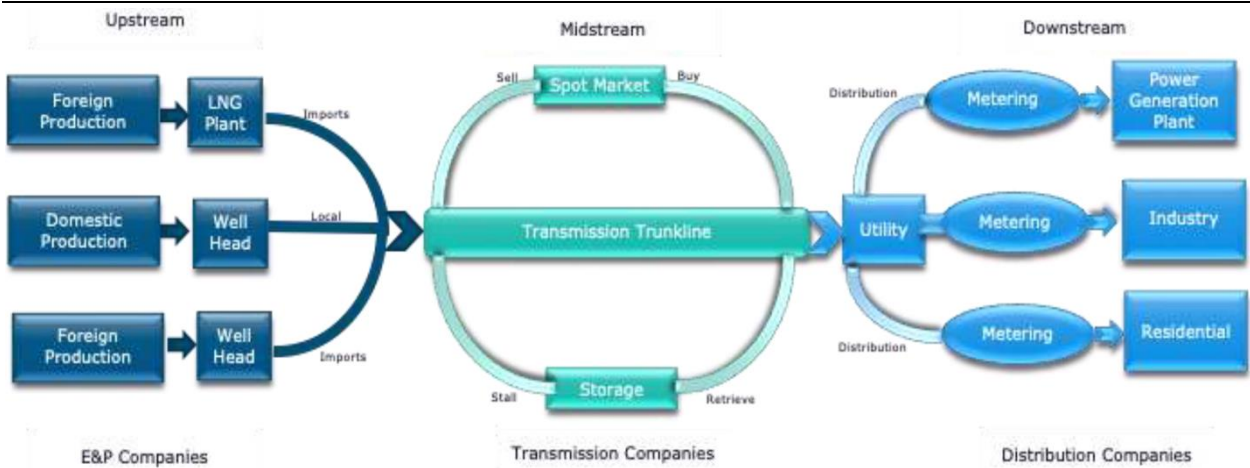 Upstream
Midstream
Downstream
Foreign
Production
LNG
Plant
Imports
Domestic
Production
Well
Head
Local
Foreign
Production
Well
Head
Imports
Sell
Spot Market
Buy
Transmission Trunkline
Stall
Storage
Retrieve
Utility
Distribution
Metering
Power
Generation
Plant
Metering
Industry
Distribution
Metering
Residential
E&P Companies
Transmission Companies
Distribution Companies